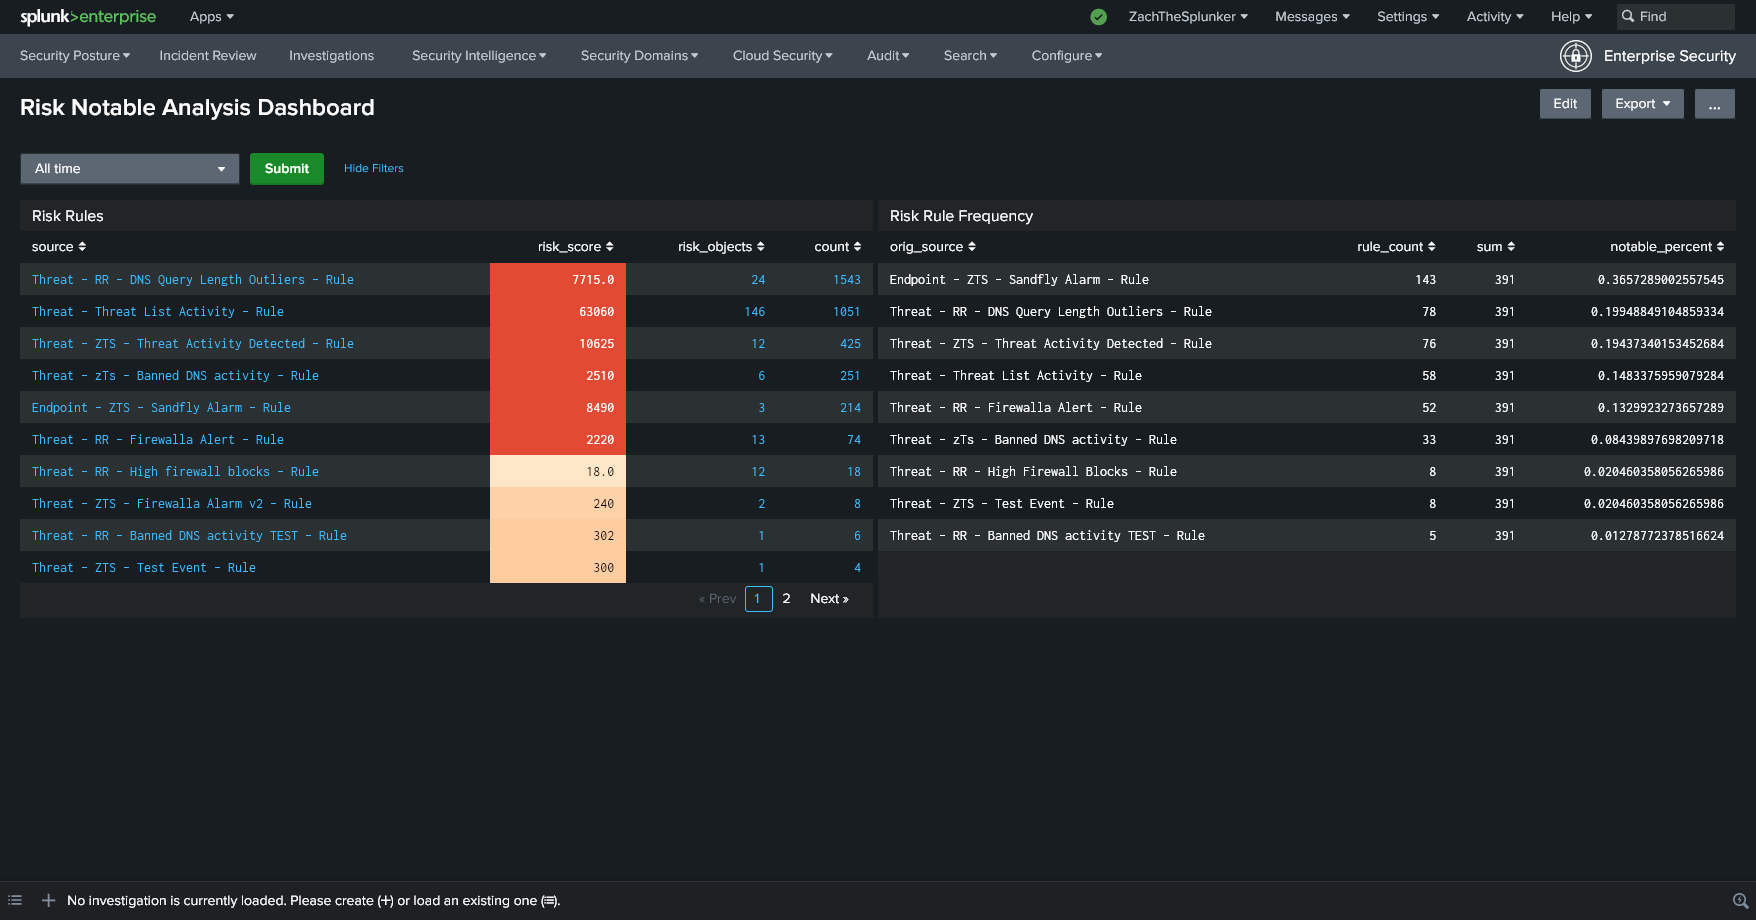 splunk>enterprise Apps ZachTheSplunker Messages Settings Activity Help Find
Security Posture Incident Review Investigations Security Intelligence Security Domains Cloud Security Audit Search Configure Enterprise Security
Risk Notable Analysis Dashboard Edit Export ...
All time Submit Hide Filters
Risk Rules
source risk_score risk_objects count
Threat - RR - DNS Query Length Outliers - Rule 7715.0 24 1543
Threat - Threat List Activity - Rule 63060 146 1051
Threat - ZTS - Threat Activity Detected - Rule 10625 12 425
Threat - zTs - Banned DNS activity - Rule 2510 6 251
Endpoint - ZTS - Sandfly Alarm - Rule 8490 3 214
Threat - RR - Firewalla Alert - Rule 2220 13 74
Threat - RR - High firewall blocks - Rule 18.0 12 18
Threat - ZTS - Firewalla Alarm v2 - Rule 240 2 8
Threat - RR - Banned DNS activity TEST - Rule 302 1 6
Threat - ZTS - Test Event - Rule 300 1 4
« Prev 1 2 Next »
Risk Rule Frequency
orig_source rule_count sum notable_percent
Endpoint - ZTS - Sandfly Alarm - Rule 143 391 0.3657289002557545
Threat - RR - DNS Query Length Outliers - Rule 78 391 0.19948849104859334
Threat - ZTS - Threat Activity Detected - Rule 76 391 0.19437340153452684
Threat - Threat List Activity - Rule 58 391 0.1483375959079284
Threat - RR - Firewalla Alert - Rule 52 391 0.1329923273657289
Threat - zTs - Banned DNS activity - Rule 33 391 0.08439897698209718
Threat - RR - High Firewall Blocks - Rule 8 391 0.020460358056265986
Threat - ZTS - Test Event - Rule 8 391 0.020460358056265986
Threat - RR - Banned DNS activity TEST - Rule 5 391 0.01278772378516624
No investigation is currently loaded. Please create (+) or load an existing one (≡).